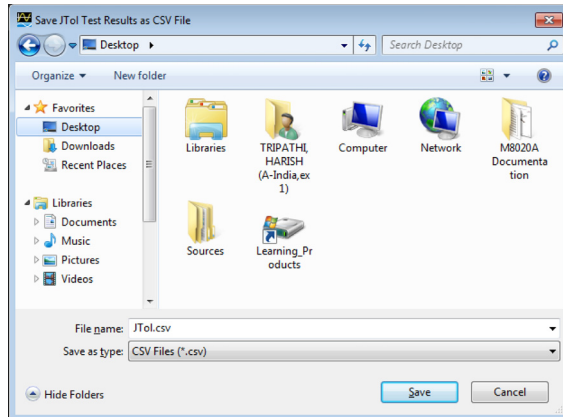 Save JTol Test Results as CSV File
Desktop
Search Desktop
Organize
New folder
Favorites
Desktop
Downloads
Recent Places
Libraries
Documents
Music
Pictures
Videos
Libraries
TRIPATHI,
HARISH
(A-India,ex
1)
Computer
Network
M8020A
Documenta
tion
Sources
Learning_Pr
oducts
File name:
JTol.csv
Save as type:
CSV Files (*.csv)
Hide Folders
Save
Cancel